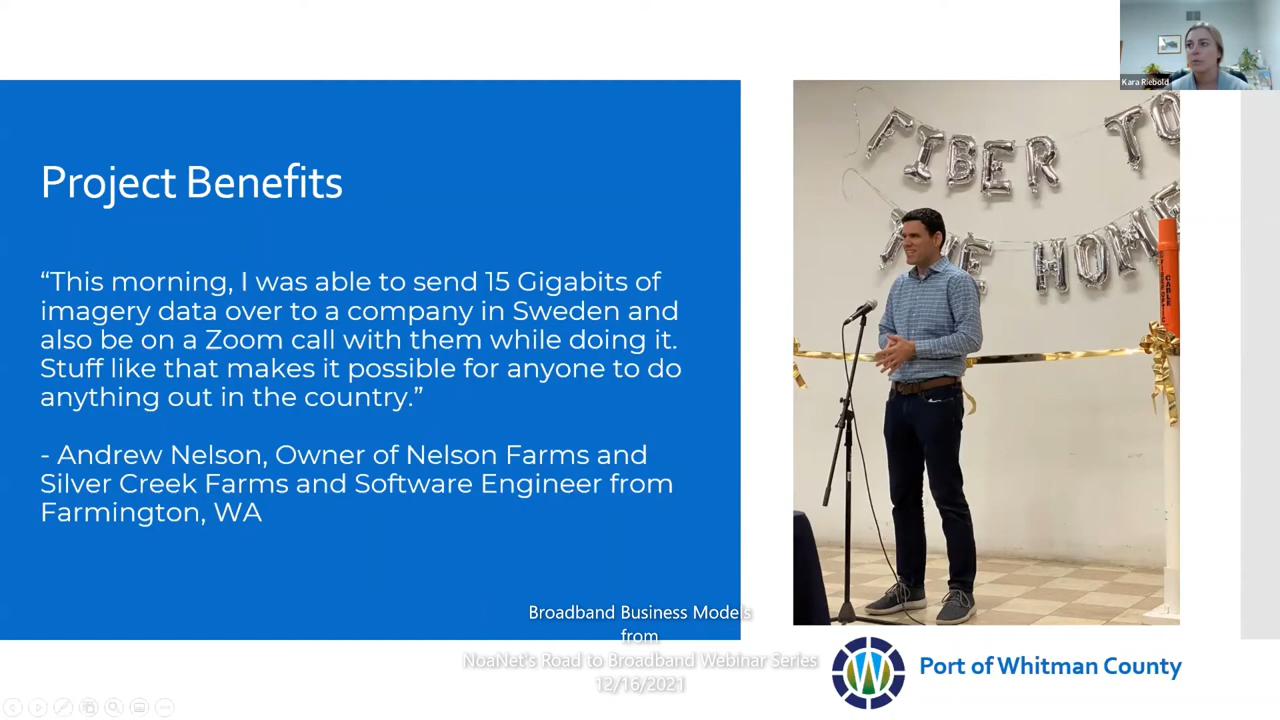 Kara Riebold
Project Benefits
“This morning, I was able to send 15 Gigabits of
imagery data over to a company in Sweden and
also be on a Zoom call with them while doing it.
Stuff like that makes it possible for anyone to do
anything out in the country.”
- Andrew Nelson, Owner of Nelson Farms and
Silver Creek Farms and Software Engineer from
Farmington, WA
FIBER TO
THE HOME
CABLE
Broadband Business Models
from
NoaNet's Road to Broadband Webinar Series
12/16/2021
W
Port of Whitman County